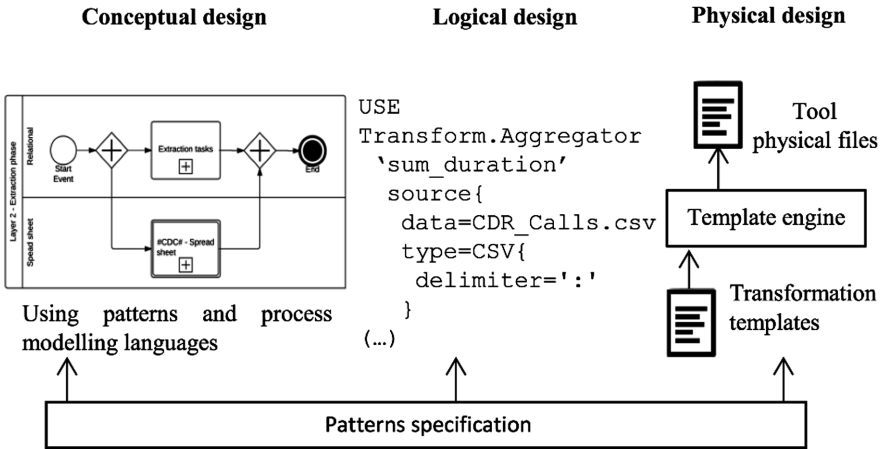 Conceptual design
Logical design
Physical design
Layer 2 - Extraction phase
Relational
Start
Event
Extraction tasks
End
Spread sheet
#CDC# - Spread
sheet
Using patterns and process
modelling languages
USE
Transform.Aggregator
‘sum_duration’
source{
data=CDR_Calls.csv
type=CSV{
delimiter=':'
}
(…)
Tool
physical files
Template engine
Transformation
templates
Patterns specification